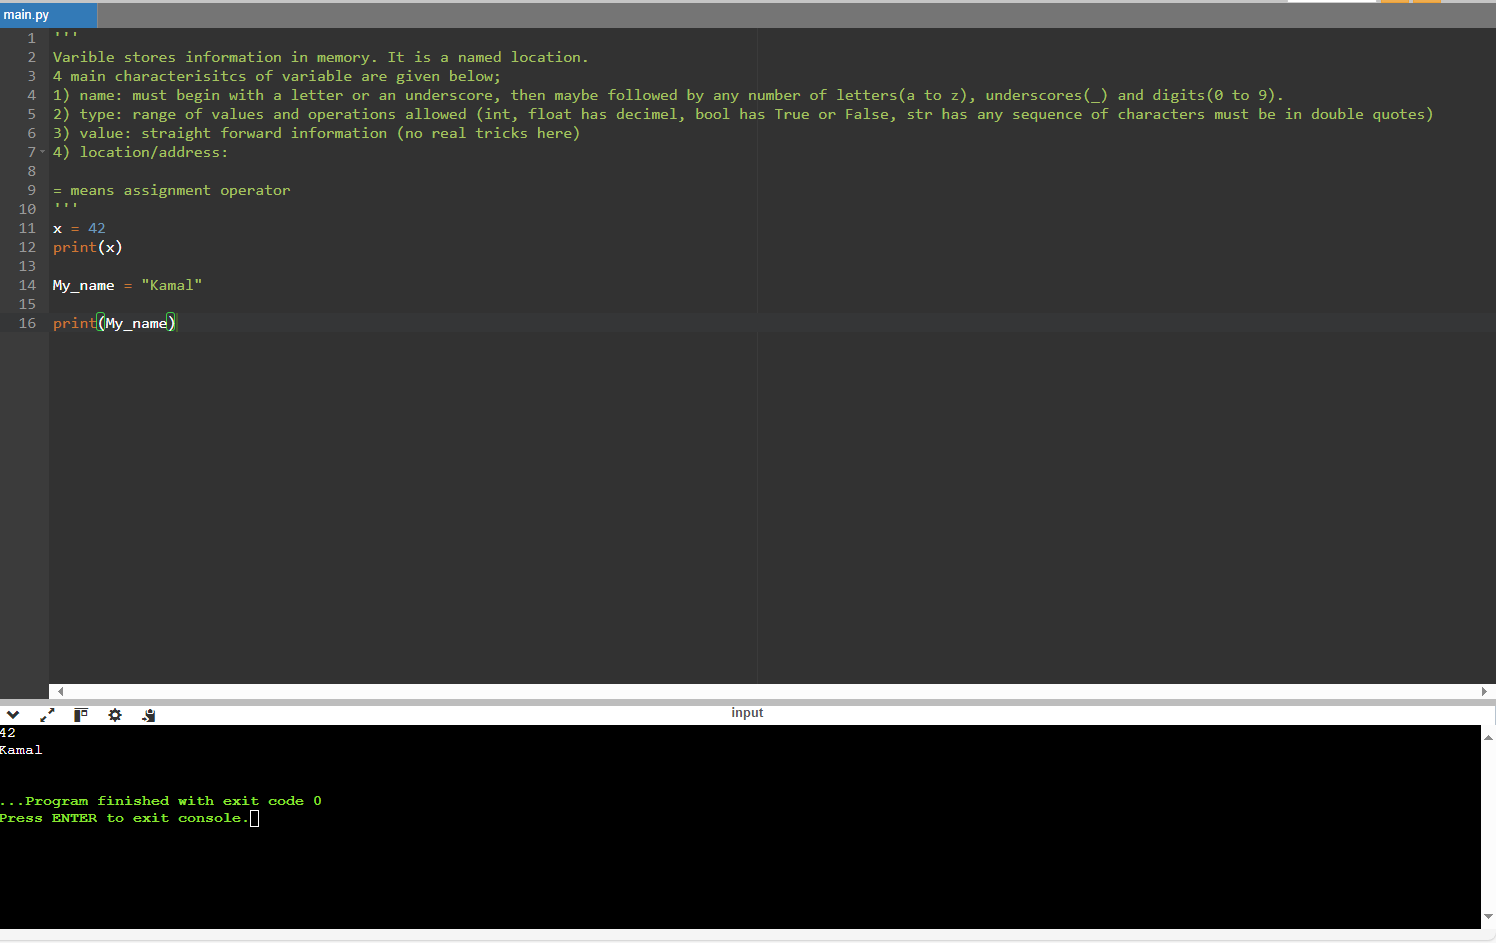 main.py
1 '''
2 Varible stores information in memory. It is a named location.
3 4 main characterisitcs of variable are given below;
4 1) name: must begin with a letter or an underscore, then maybe followed by any number of letters(a to z), underscores(_) and digits(0 to 9).
5 2) type: range of values and operations allowed (int, float has decimel, bool has True or False, str has any sequence of characters must be in double quotes)
6 3) value: straight forward information (no real tricks here)
7 4) location/address:
8
9 = means assignment operator
10 '''
11 x = 42
12 print(x)
13
14 My_name = "Kamal"
15
16 print(My_name)
input
42
Kamal
...Program finished with exit code 0
Press ENTER to exit console.